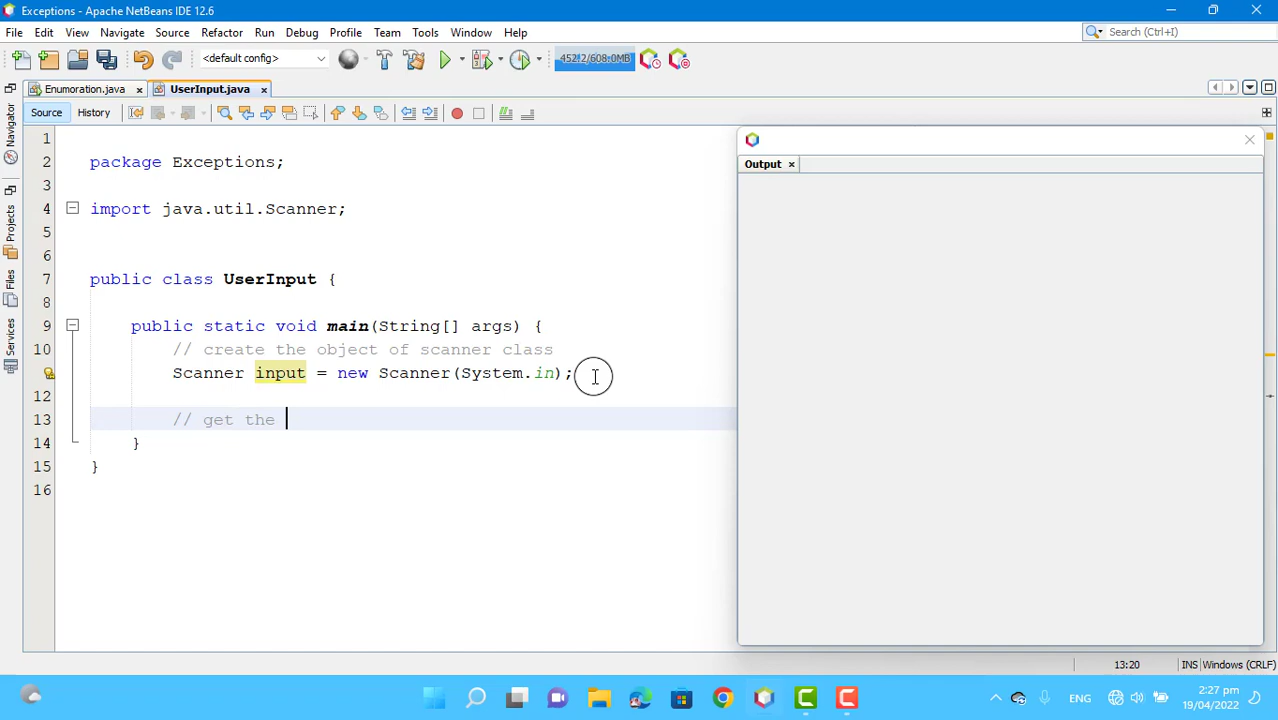 Exceptions - Apache NetBeans IDE 12.6
File Edit View Navigate Source Refactor Run Debug Profile Team Tools Window Help
Search (Ctrl+I)
<default config>
452.2/608.0MB
Enumoration.java
UserInput.java
Source History
Navigator
Projects
Files
Services
Output
1
2 package Exceptions;
3
4 import java.util.Scanner;
5
6
7 public class UserInput {
8
9 public static void main(String[] args) {
10 // create the object of scanner class
Scanner input = new Scanner(System.in);
12
13 // get the
14 }
15 }
16
13:20 INS Windows (CRLF)
ENG
2:27 PM
19/04/2022